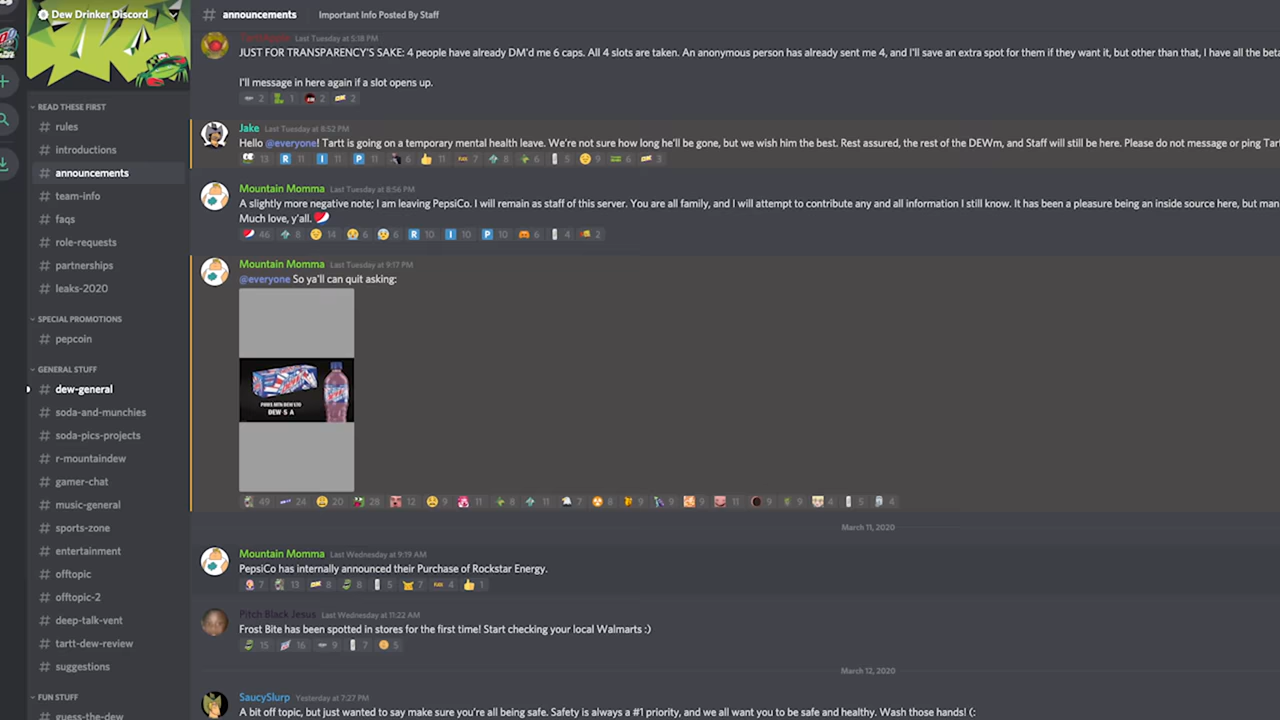 Dew Drinker Discord
# announcements Important Info Posted By Staff
READ THESE FIRST
# rules
# introductions
# announcements
# team-info
# faqs
# role-requests
# partnerships
# leaks-2020
SPECIAL PROMOTIONS
# pepcoin
GENERAL STUFF
# dew-general
# soda-and-munchies
# soda-pics-projects
# r-mountaindew
# gamer-chat
# music-general
# sports-zone
# entertainment
# offtopic
# offtopic-2
# deep-talk-vent
# tartt-dew-review
# suggestions
FUN STUFF
# guess-the-dew
Last Tuesday at 5:18 PM
JUST FOR TRANSPARENCY'S SAKE: 4 people have already DM'd me 6 caps. All 4 slots are taken. An anonymous person has already sent me 4, and I'll save an extra spot for them if they want it, but other than that, I have all the beta
I'll message in here again if a slot opens up.
2 1 2 2
Jake Last Tuesday at 8:52 PM
Hello @everyone! Tartt is going on a temporary mental health leave. We're not sure how long he'll be gone, but we wish him the best. Rest assured, the rest of the DEWm, and Staff will still be here. Please do not message or ping Tart
13 R 11 I 11 P 11 6 11 7 8 6 5 9 6 3
Mountain Momma Last Tuesday at 8:56 PM
A slightly more negative note; I am leaving PepsiCo. I will remain as staff of this server. You are all family, and I will attempt to contribute any and all information I still know. It has been a pleasure being an inside source here, but man
Much love, y'all.
46 8 14 6 6 R 10 I 10 P 10 6 4 2
Mountain Momma Last Tuesday at 9:17 PM
@everyone So ya'll can quit asking:
DEW S A
49 24 20 28 12 9 11 8 11 7 8 9 9 9 11 9 9 4 5 4
March 11, 2020
Mountain Momma Last Wednesday at 9:19 AM
PepsiCo has internally announced their Purchase of Rockstar Energy.
7 13 8 8 5 7 4 1
Pitch Black Jesus Last Wednesday at 11:22 AM
Frost Bite has been spotted in stores for the first time! Start checking your local Walmarts :)
15 16 9 7 5
March 12, 2020
SaucySlurp Yesterday at 7:27 PM
A bit off topic, but just wanted to say make sure you're all being safe. Safety is always a #1 priority, and we all want you to be safe and healthy. Wash those hands! (: